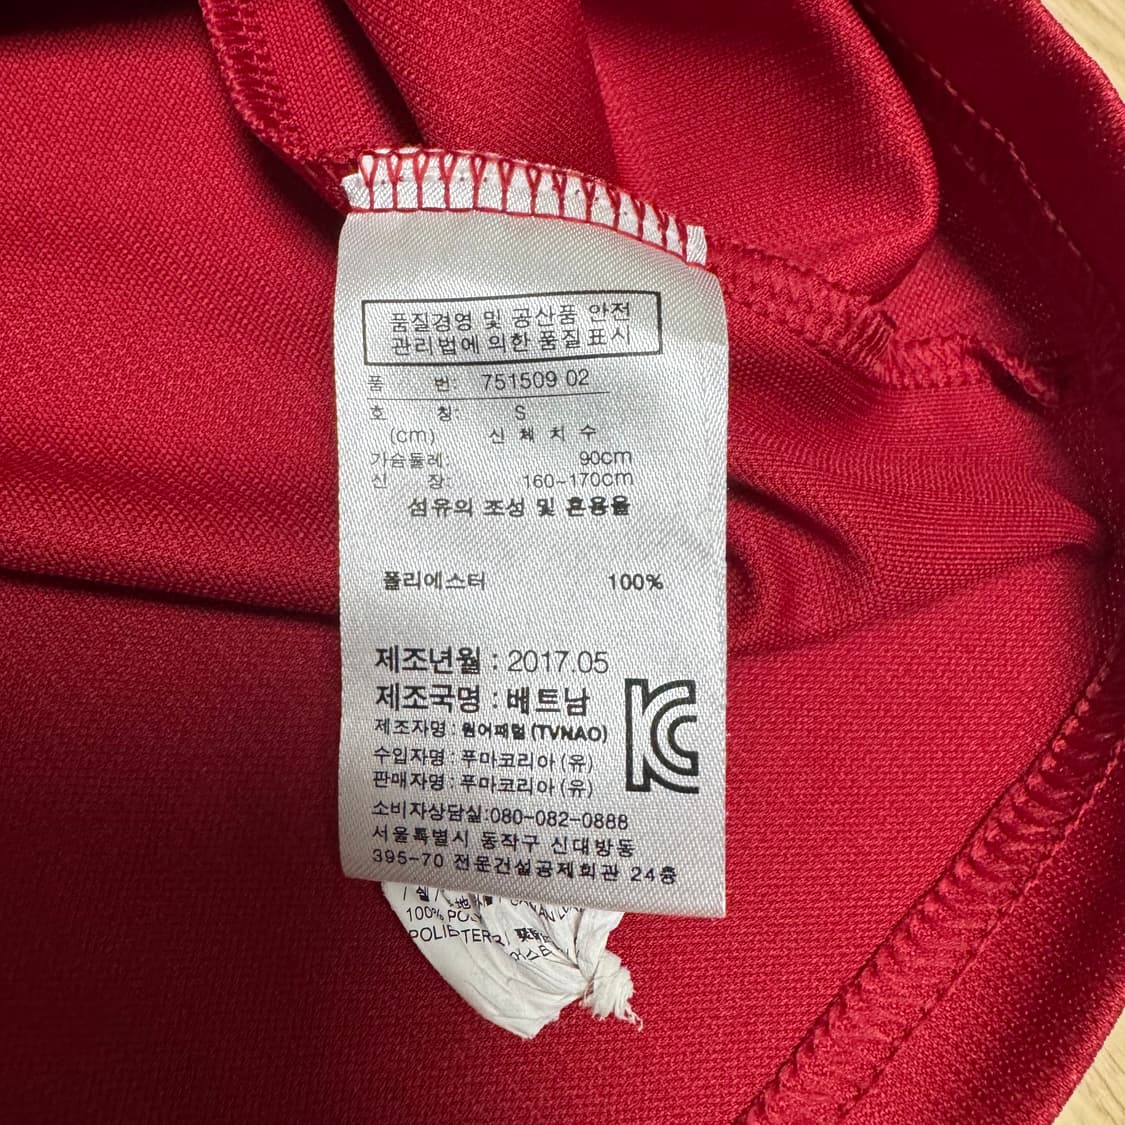 품질경영 및 공산품 안전
관리법에 의한 품질표시
품 번: 751509 02
호 칭: S
(cm) 신 체 치 수
가슴둘레: 90cm
신 장: 160~170cm
섬유의 조성 및 혼용율
폴리에스터 100%
제조년월 : 2017.05
제조국명 : 베트남
제조자명 : 원어패럴 (TVNAO)
수입자명 : 푸마코리아 (유)
판매자명 : 푸마코리아 (유)
소비자상담실:080-082-0888
서울특별시 동작구 신대방동
395-70 전문건설공제회관 24층
KC
/ 쉘 /
100%